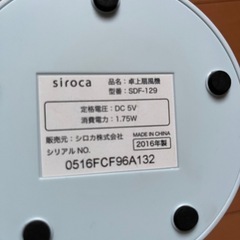 siroca
品名：卓上扇風機
型番：SDF-129
定格電圧：DC 5V
消費電力：1.75W
販売元：シロカ株式会社
MADE IN CHINA
シリアルNO.
2016年製
0516FCF96A132